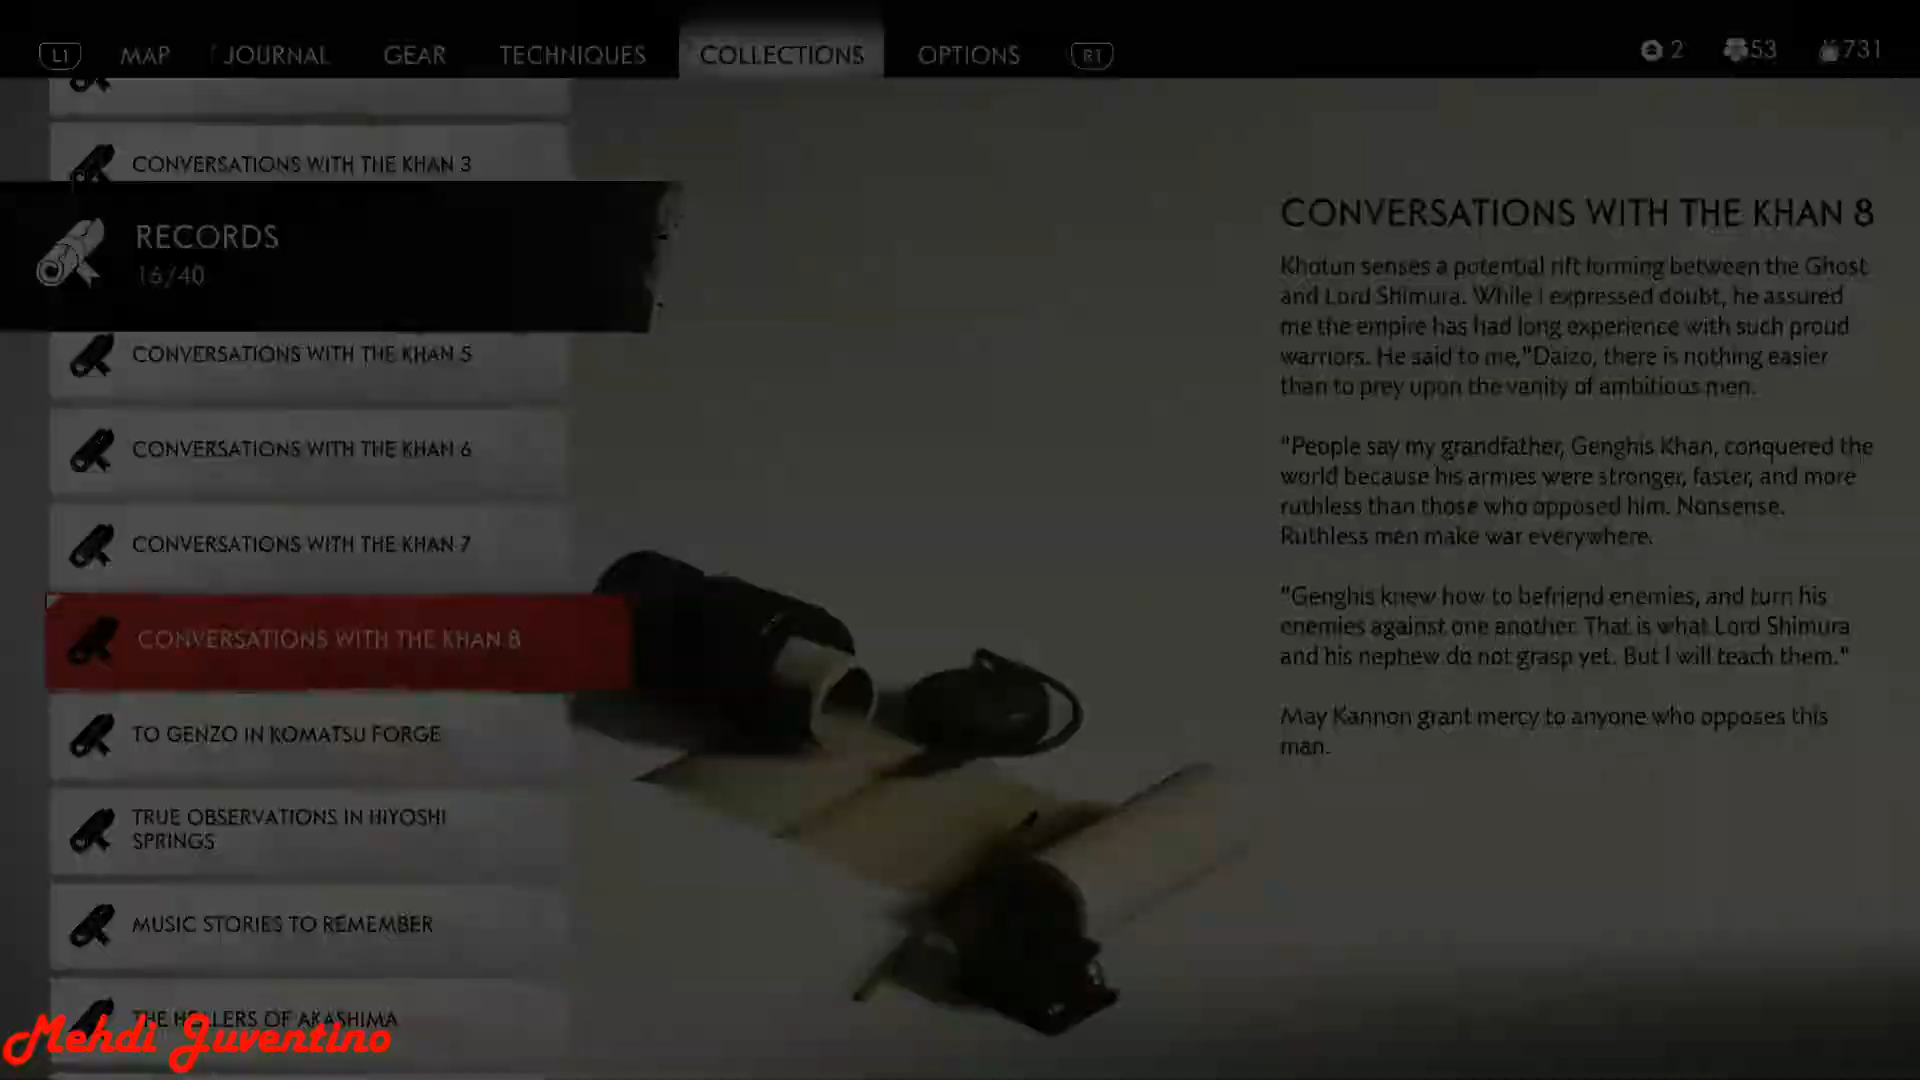 L1 MAP JOURNAL GEAR TECHNIQUES COLLECTIONS OPTIONS R1 2 53 731
CONVERSATIONS WITH THE KHAN 3
RECORDS
16/40
CONVERSATIONS WITH THE KHAN 5
CONVERSATIONS WITH THE KHAN 6
CONVERSATIONS WITH THE KHAN 7
CONVERSATIONS WITH THE KHAN 8
TO GENZO IN KOMATSU FORGE
TRUE OBSERVATIONS IN HIYOSHI
SPRINGS
MUSIC STORIES TO REMEMBER
THE HEALERS OF AKASHIMA
Mehdi Juventino
CONVERSATIONS WITH THE KHAN 8
Khotun senses a potential rift forming between the Ghost
and Lord Shimura. While I expressed doubt, he assured
me the empire has had long experience with such proud
warriors. He said to me,"Daizo, there is nothing easier
than to prey upon the vanity of ambitious men.
"People say my grandfather, Genghis Khan, conquered the
world because his armies were stronger, faster, and more
ruthless than those who opposed him. Nonsense.
Ruthless men make war everywhere.
"Genghis knew how to befriend enemies, and turn his
enemies against one another. That is what Lord Shimura
and his nephew do not grasp yet. But I will teach them."
May Kannon grant mercy to anyone who opposes this
man.